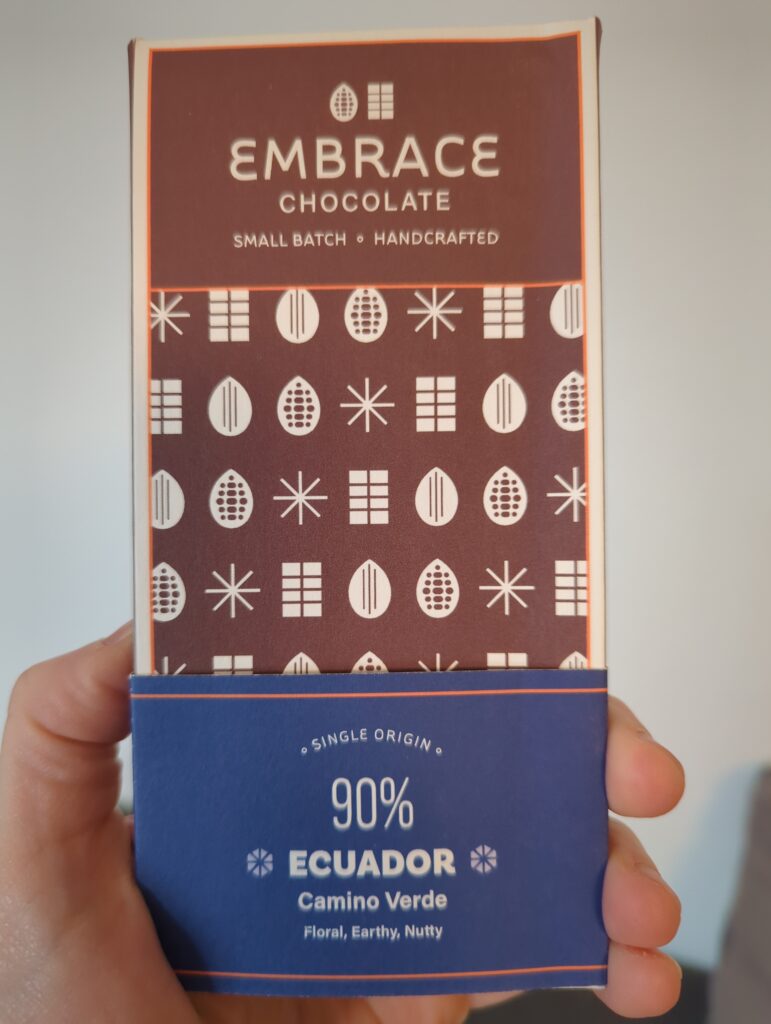 EMBRACE
CHOCOLATE
SMALL BATCH ∘ HANDCRAFTED
∘ SINGLE ORIGIN ∘
90%
ECUADOR
Camino Verde
Floral, Earthy, Nutty